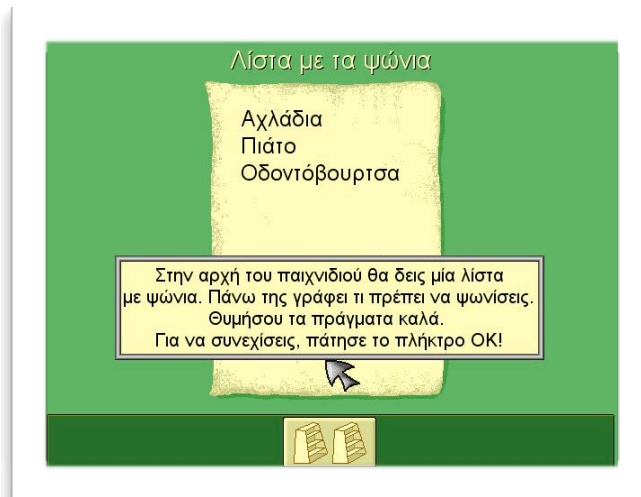 Λίστα με τα ψώνια
Αχλάδια
Πιάτο
Οδοντόβουρτσα
Στην αρχή του παιχνιδιού θα δεις μία λίστα
με ψώνια. Πάνω της γράφει τι πρέπει να ψωνίσεις.
Θυμήσου τα πράγματα καλά.
Για να συνεχίσεις, πάτησε το πλήκτρο OK!